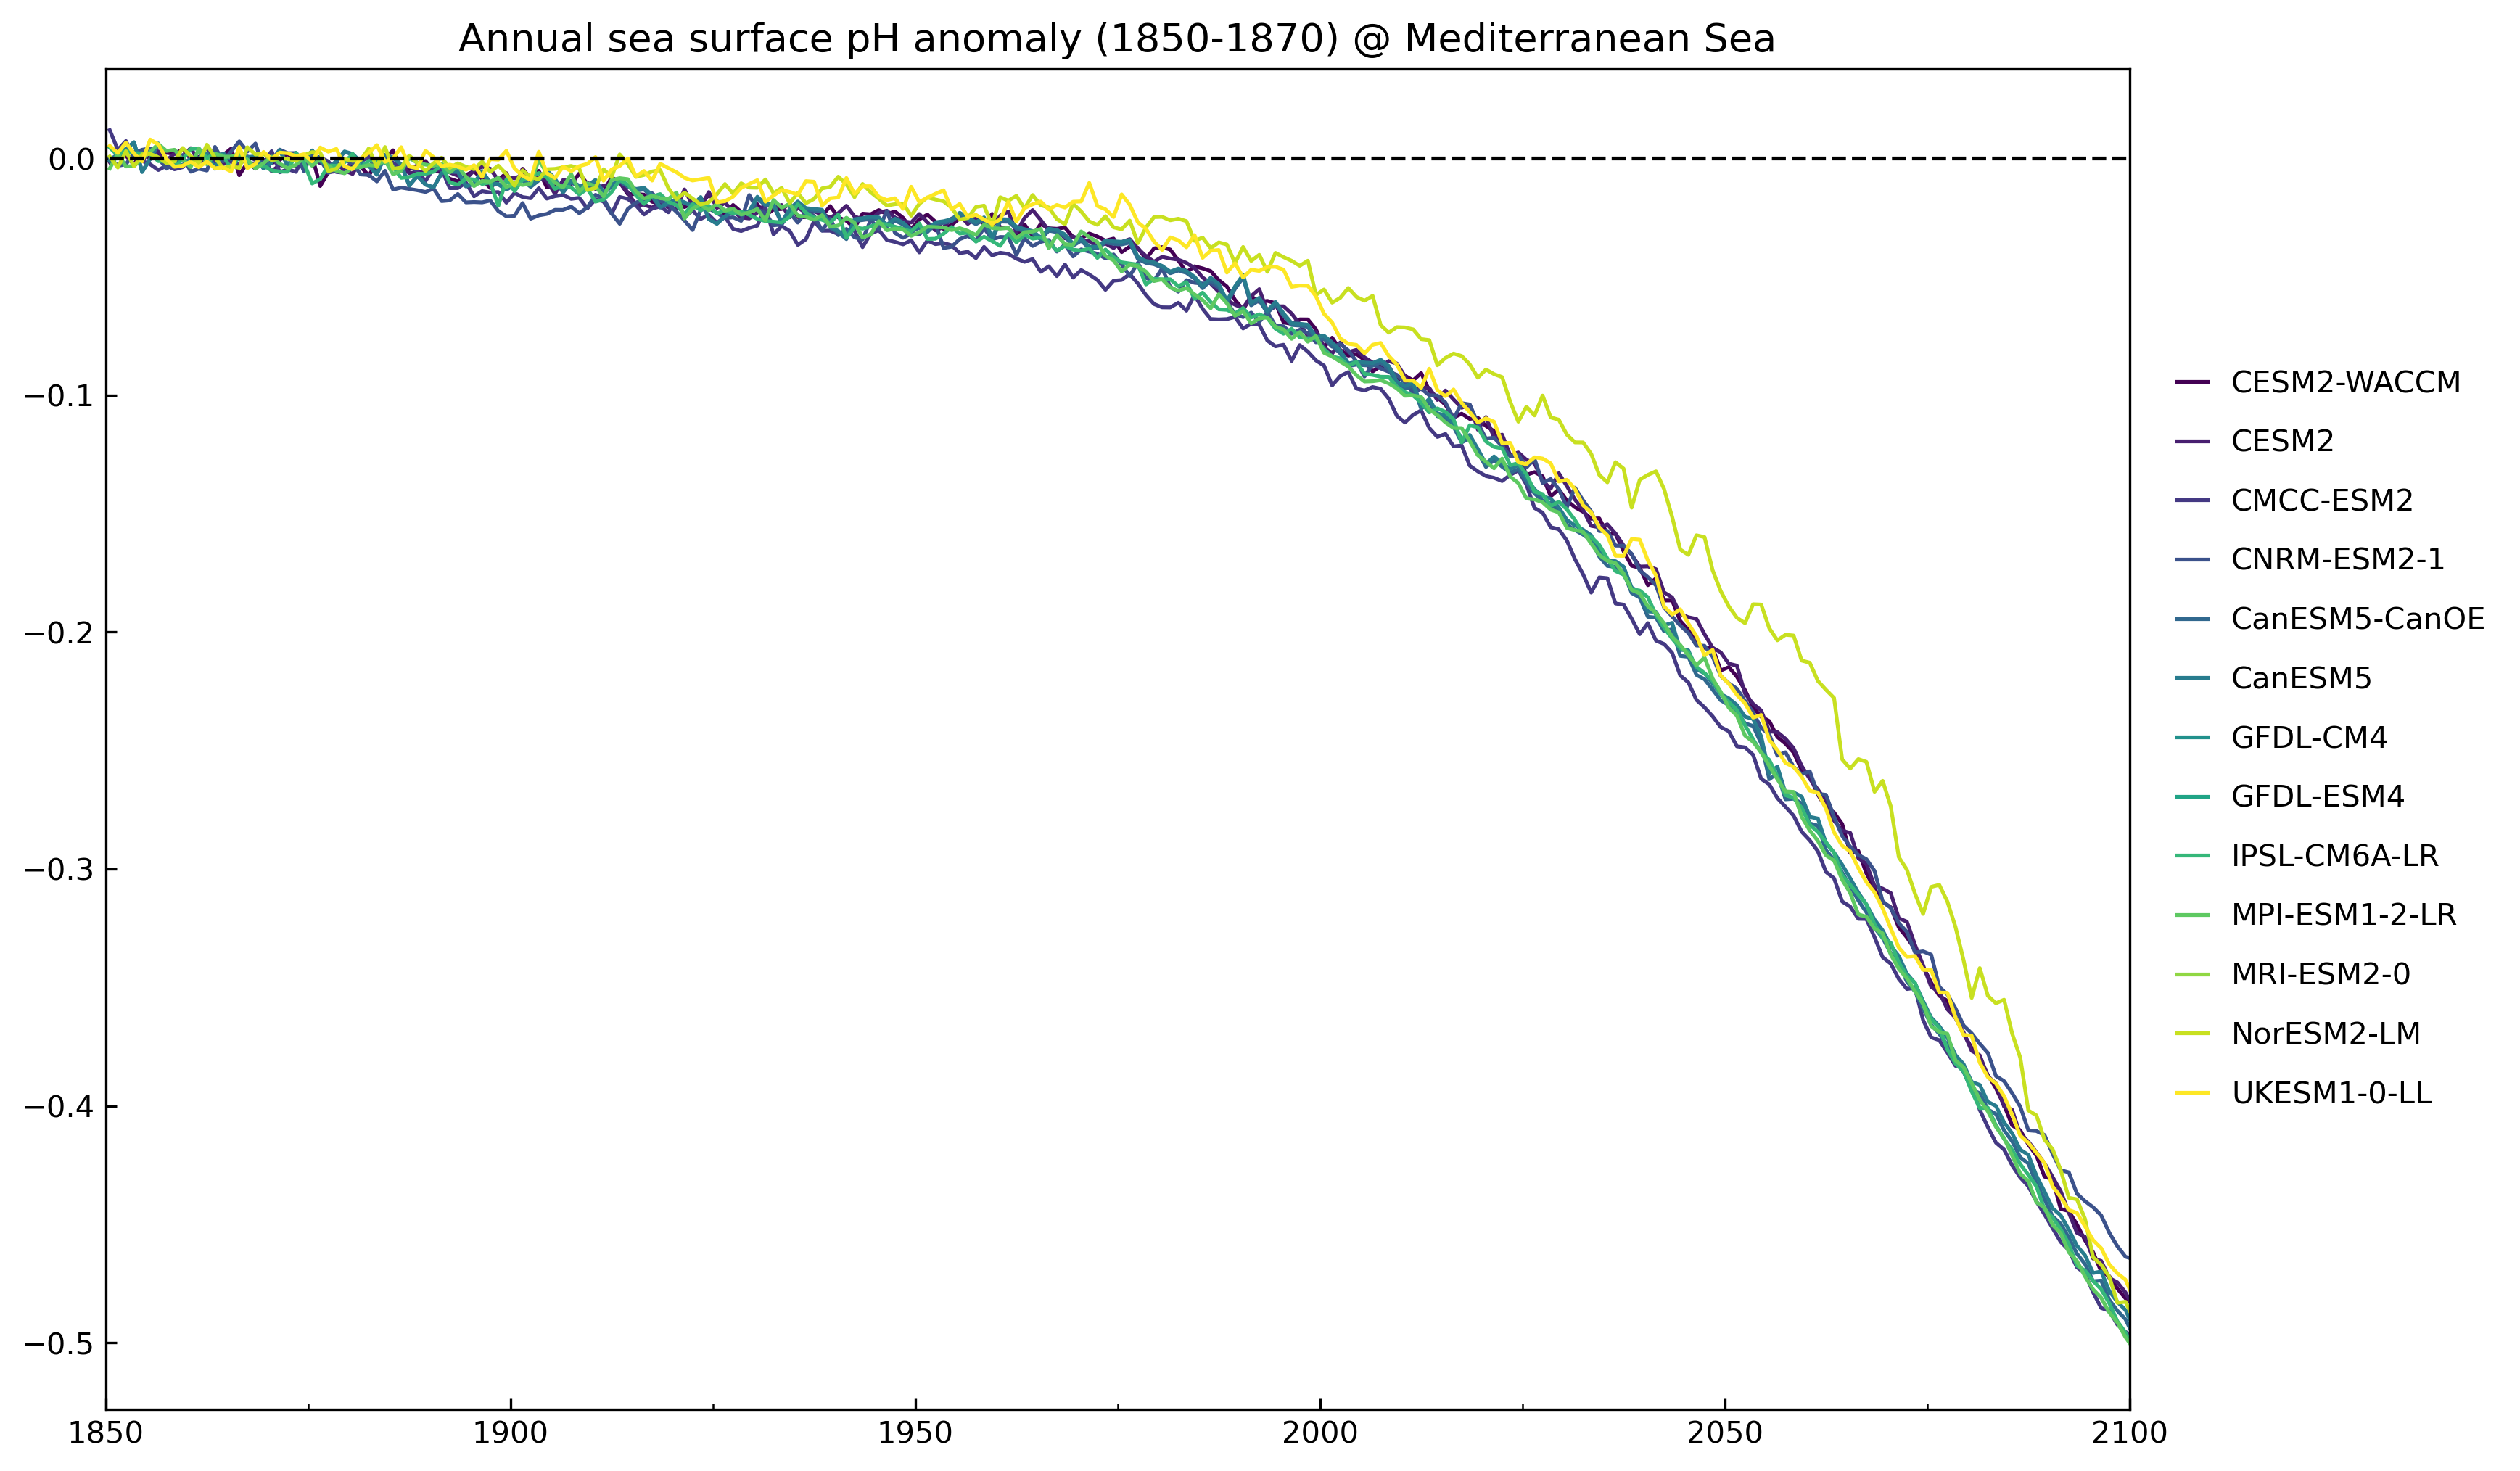 Annual sea surface pH anomaly (1850-1870) @ Mediterranean Sea
0.0
−0.1
−0.2
−0.3
−0.4
−0.5
1850
1900
1950
2000
2050
2100
CESM2-WACCM
CESM2
CMCC-ESM2
CNRM-ESM2-1
CanESM5-CanOE
CanESM5
GFDL-CM4
GFDL-ESM4
IPSL-CM6A-LR
MPI-ESM1-2-LR
MRI-ESM2-0
NorESM2-LM
UKESM1-0-LL